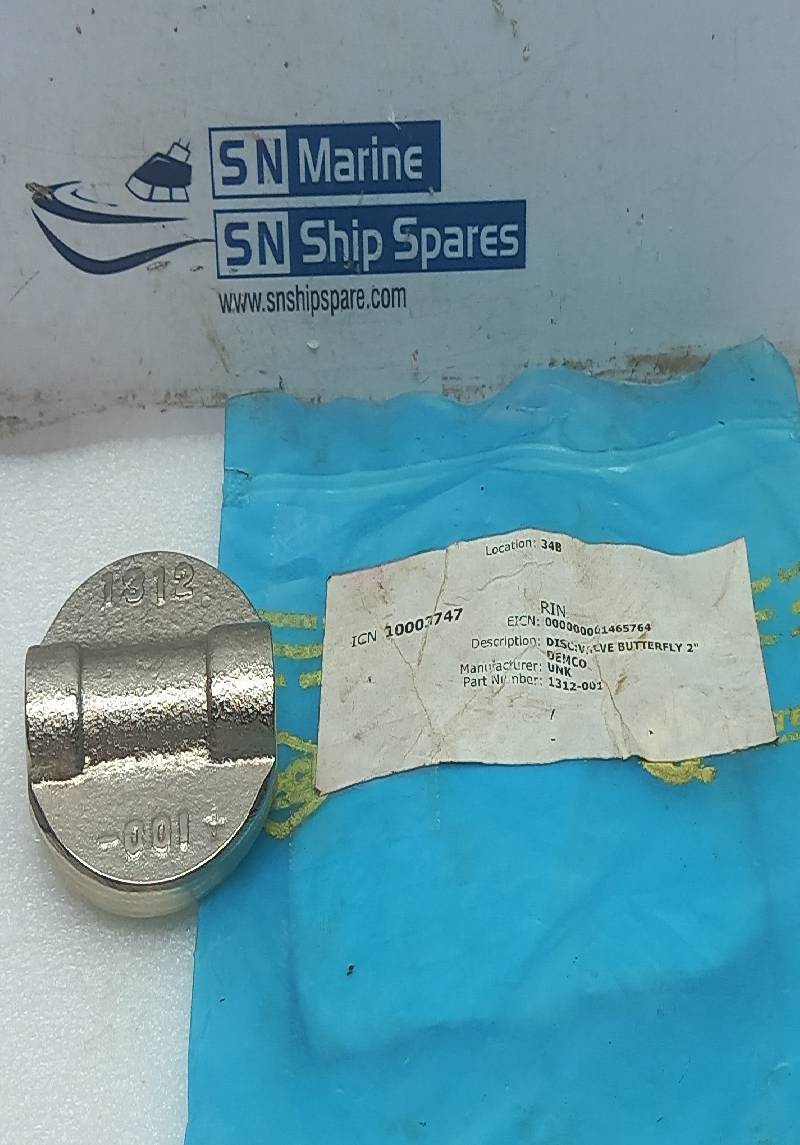 SN Marine
SN Ship Spares
www.snshipspare.com
Location: 34B
ICN 10003747
RIN
EICN: 000000001465764
Description: DISC:VALVE BUTTERFLY 2"
DEMCO
Manufacturer: UNK
Part Number: 1312-001
1312
-001